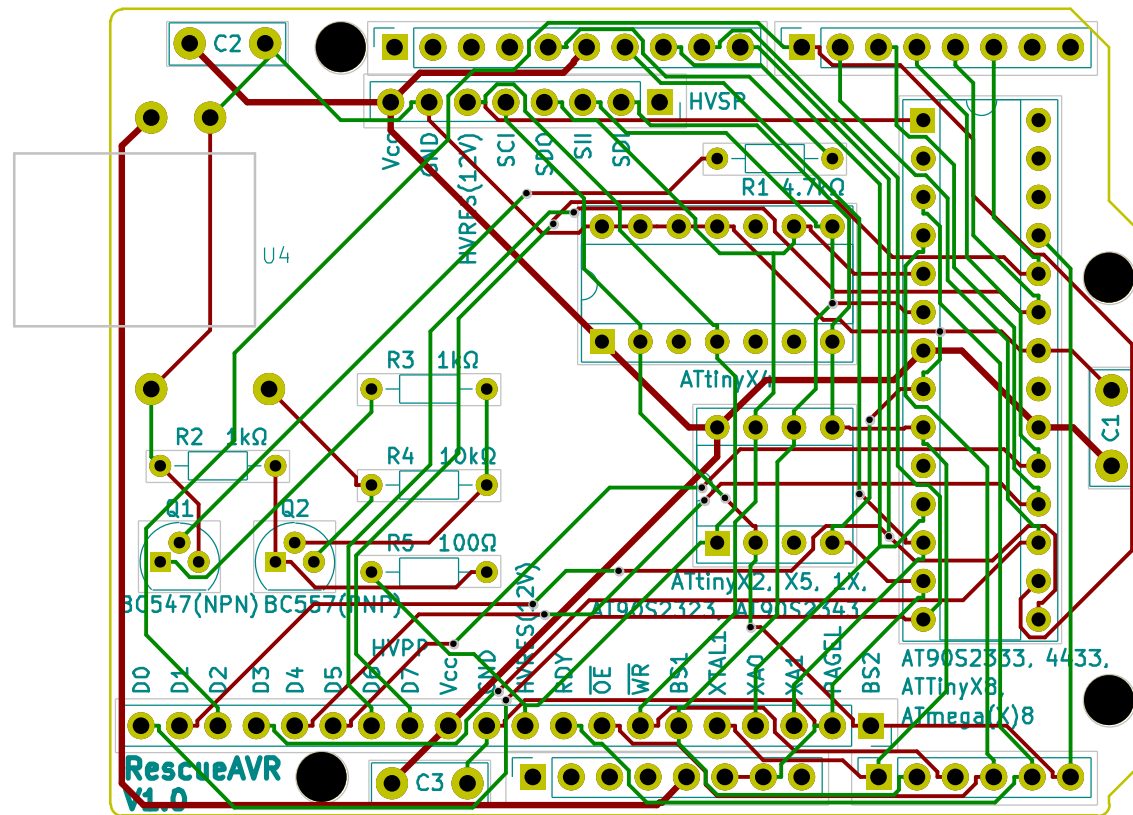 C2
HVSP
Vcc
GND
HVRES(12V)
SCI
SDO
SII
SDI
R1 4.7kΩ
U4
ATtinyX4
R3 1kΩ
C1
R2 1kΩ
R4 10kΩ
Q1
Q2
R5 100Ω
ATtinyX2, X5, 1X,
AT90S2323, AT90S2343
BC547(NPN)
BC557(PNP)
HVPP
D0
D1
D2
D3
D4
D5
D6
D7
Vcc
GND
HVRES(12V)
RDY
OE
WR
BS1
XTAL1
XA0
XA1
PAGEL
BS2
AT90S2333, 4433,
ATTinyX8,
ATmega(X)8
RescueAVR
V1.0
C3